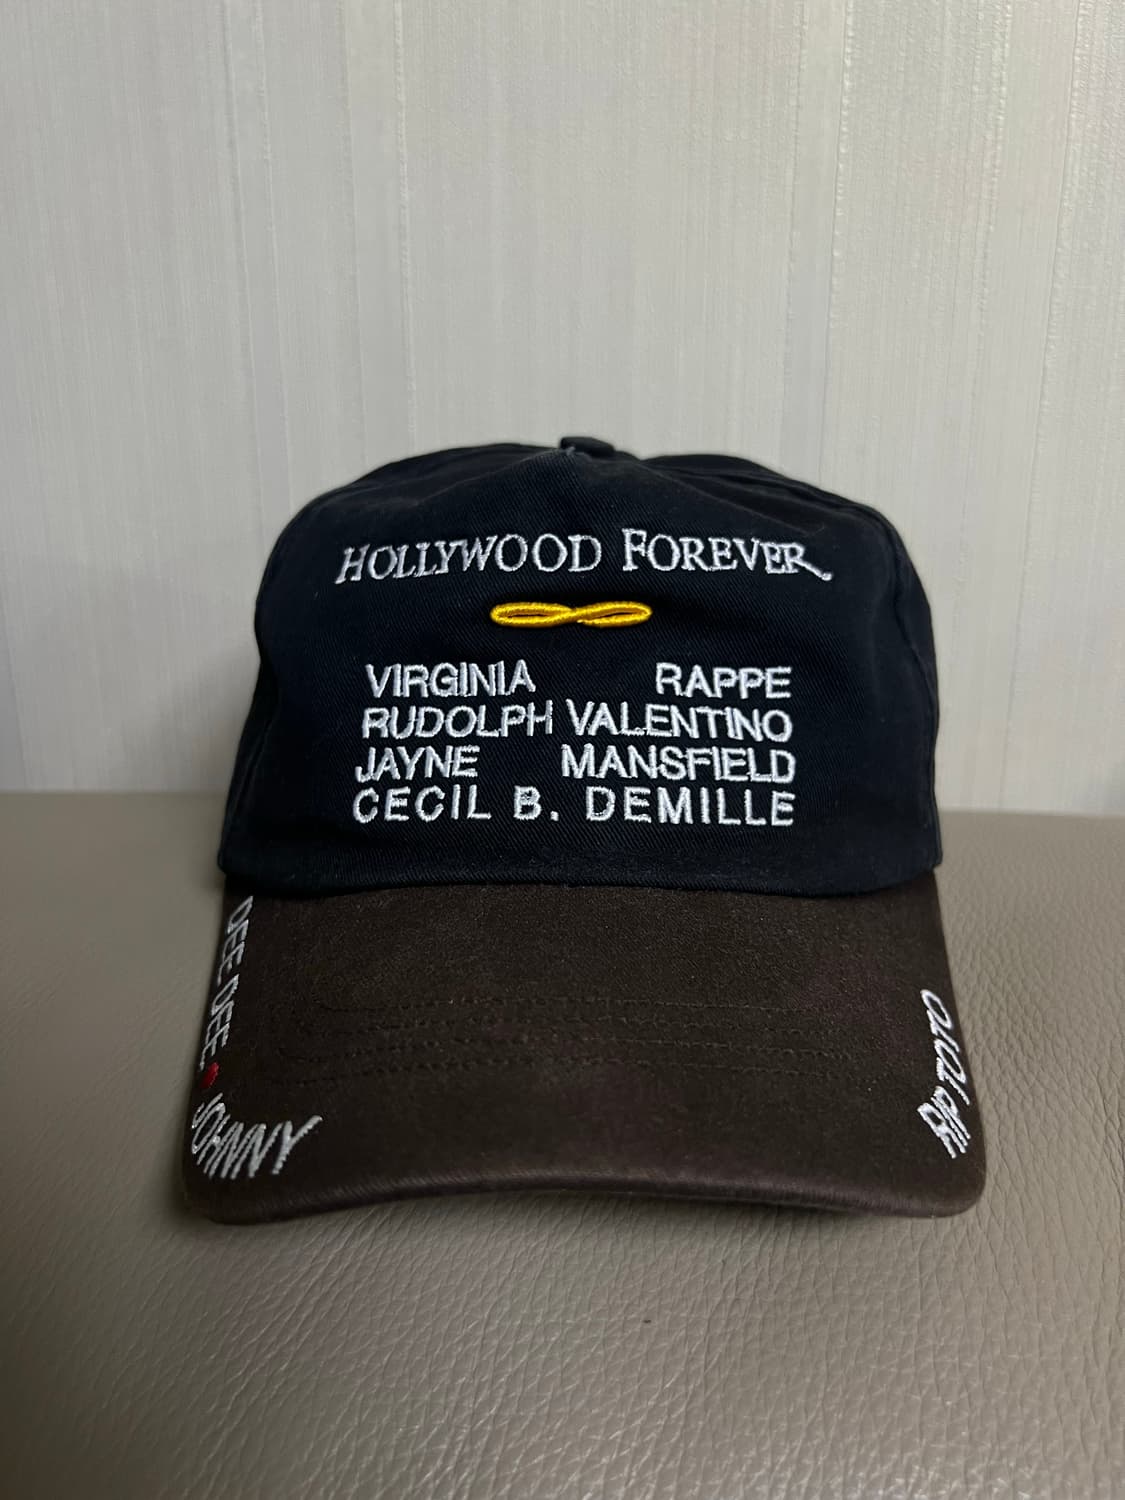 HOLLYWOOD FOREVER
VIRGINIA RAPPE
RUDOLPH VALENTINO
JAYNE MANSFIELD
CECIL B. DEMILLE
DEE DEE • JOHNNY
RIP TOTO